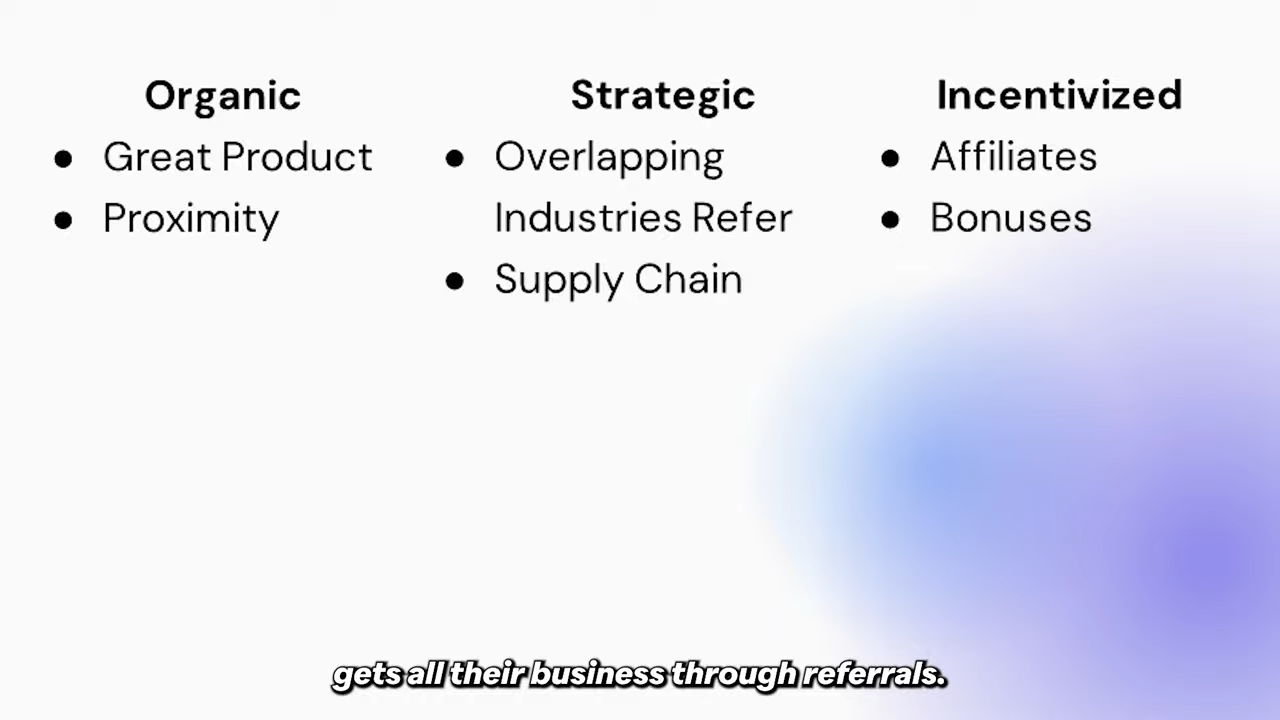 Organic
● Great Product
● Proximity
Strategic
● Overlapping
Industries Refer
● Supply Chain
Incentivized
● Affiliates
● Bonuses
gets all their business through referrals.